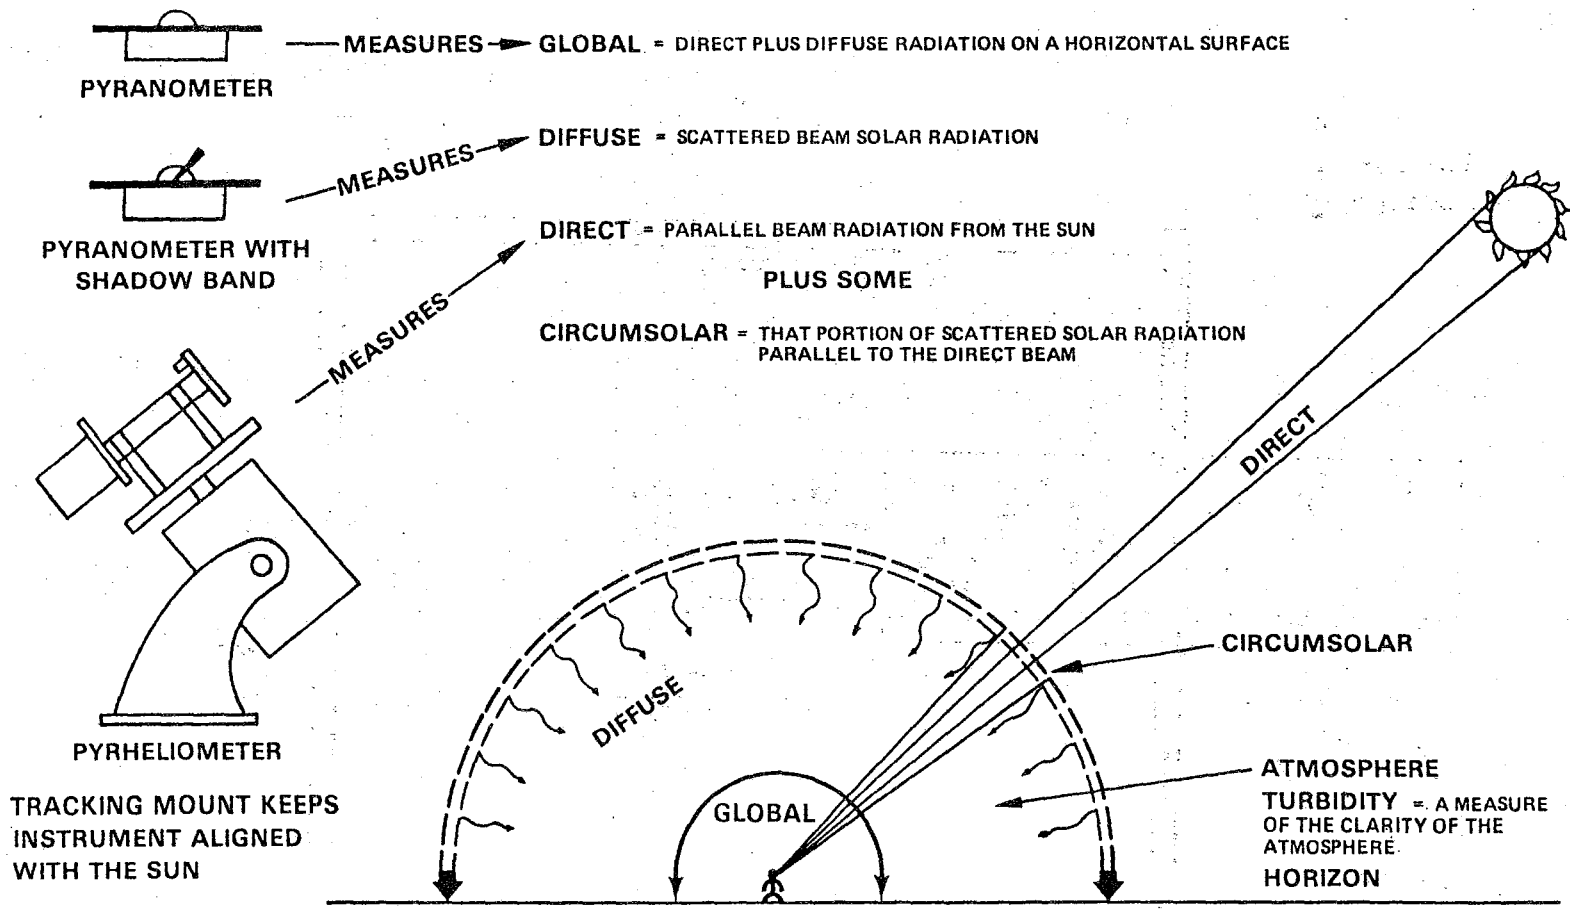 MEASURES GLOBAL = DIRECT PLUS DIFFUSE RADIATION ON A HORIZONTAL SURFACE
PYRANOMETER
MEASURES DIFFUSE = SCATTERED BEAM SOLAR RADIATION
PYRANOMETER WITH
SHADOW BAND
MEASURES DIRECT = PARALLEL BEAM RADIATION FROM THE SUN
PLUS SOME
CIRCUMSOLAR = THAT PORTION OF SCATTERED SOLAR RADIATION
PARALLEL TO THE DIRECT BEAM
PYRHELIOMETER
TRACKING MOUNT KEEPS
INSTRUMENT ALIGNED
WITH THE SUN
DIRECT
CIRCUMSOLAR
DIFFUSE
GLOBAL
ATMOSPHERE
TURBIDITY = A MEASURE
OF THE CLARITY OF THE
ATMOSPHERE
HORIZON